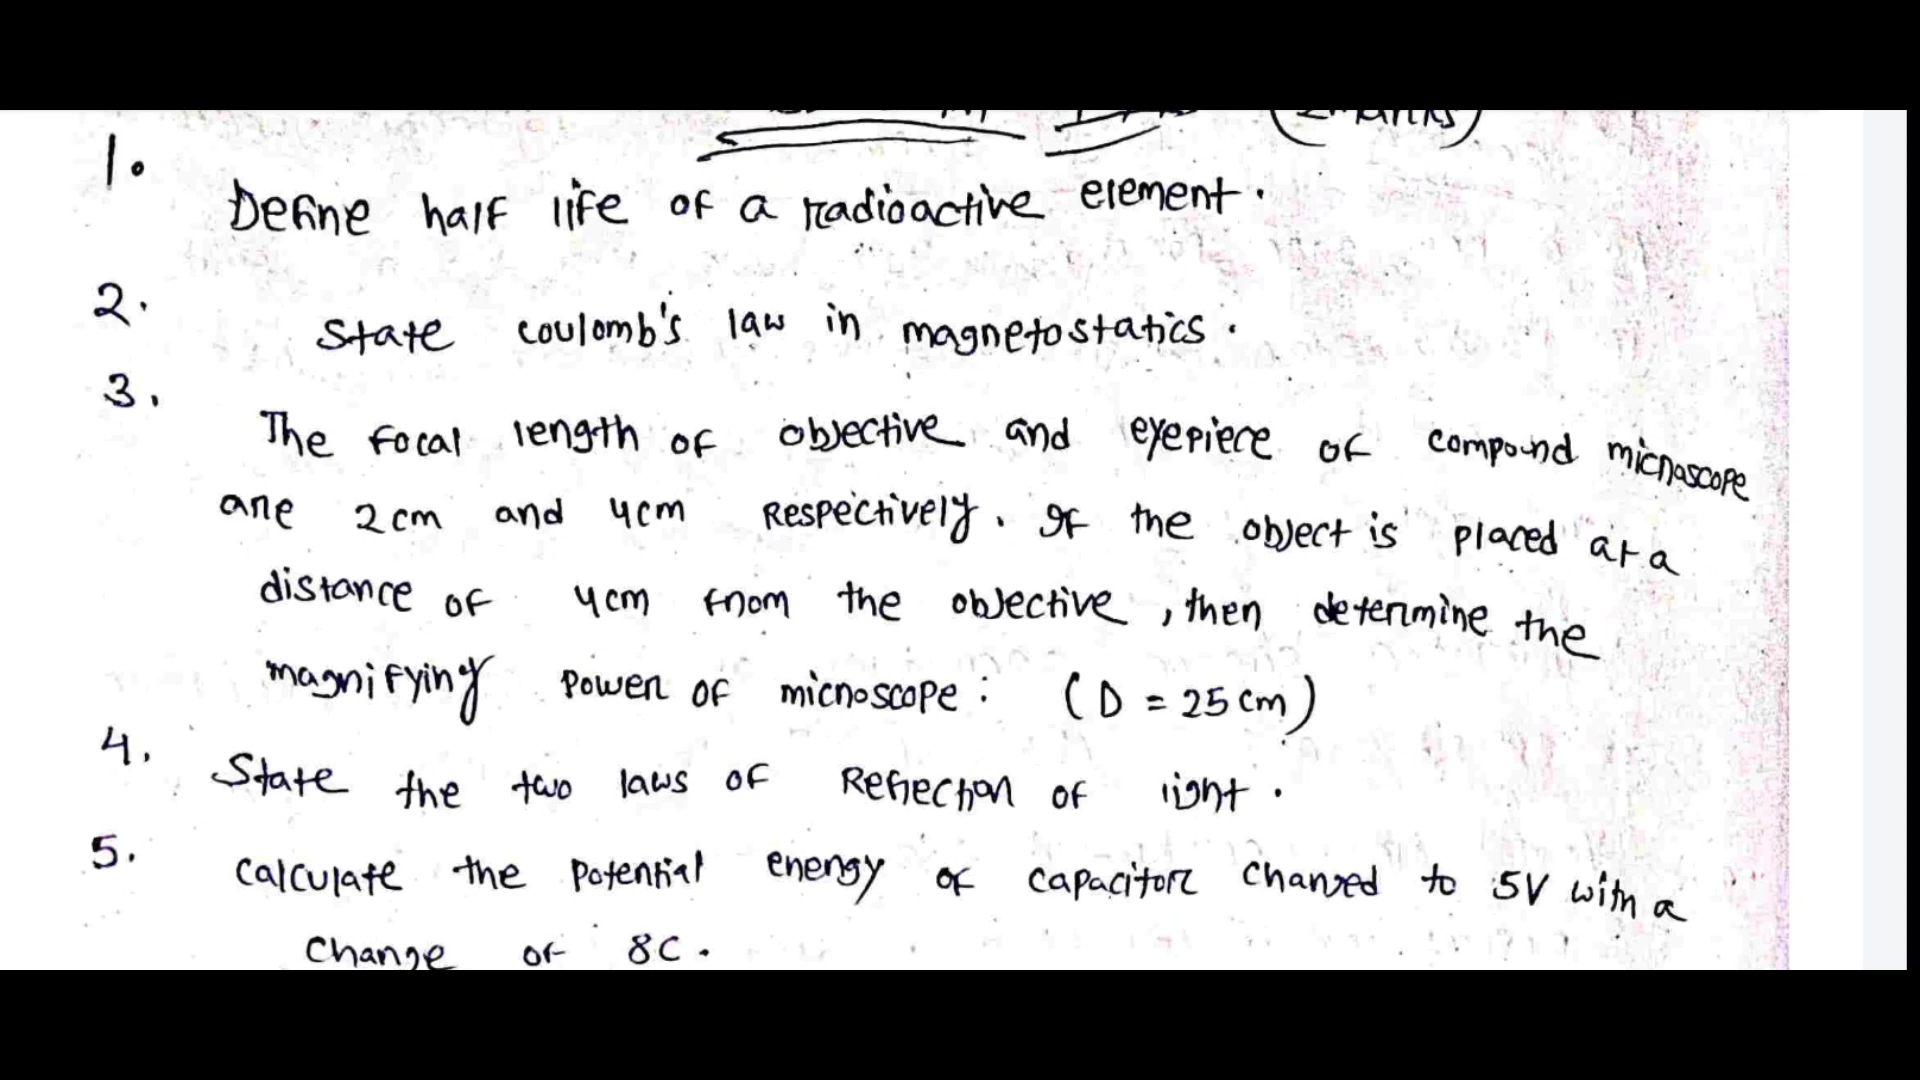 1.
Define half life of a radioactive element.
2.
State coulomb's law in magnetostatics.
3.
The focal length of objective and eyepiece of compound microscope
are 2cm and 4cm Respectively. If the object is placed at a
distance of 4cm from the objective, then determine the
magnifying power of microscope: (D = 25 cm)
4.
State the two laws of Reflection of light.
5.
Calculate the Potential energy of capacitor charged to 5V with a
charge of 8C.